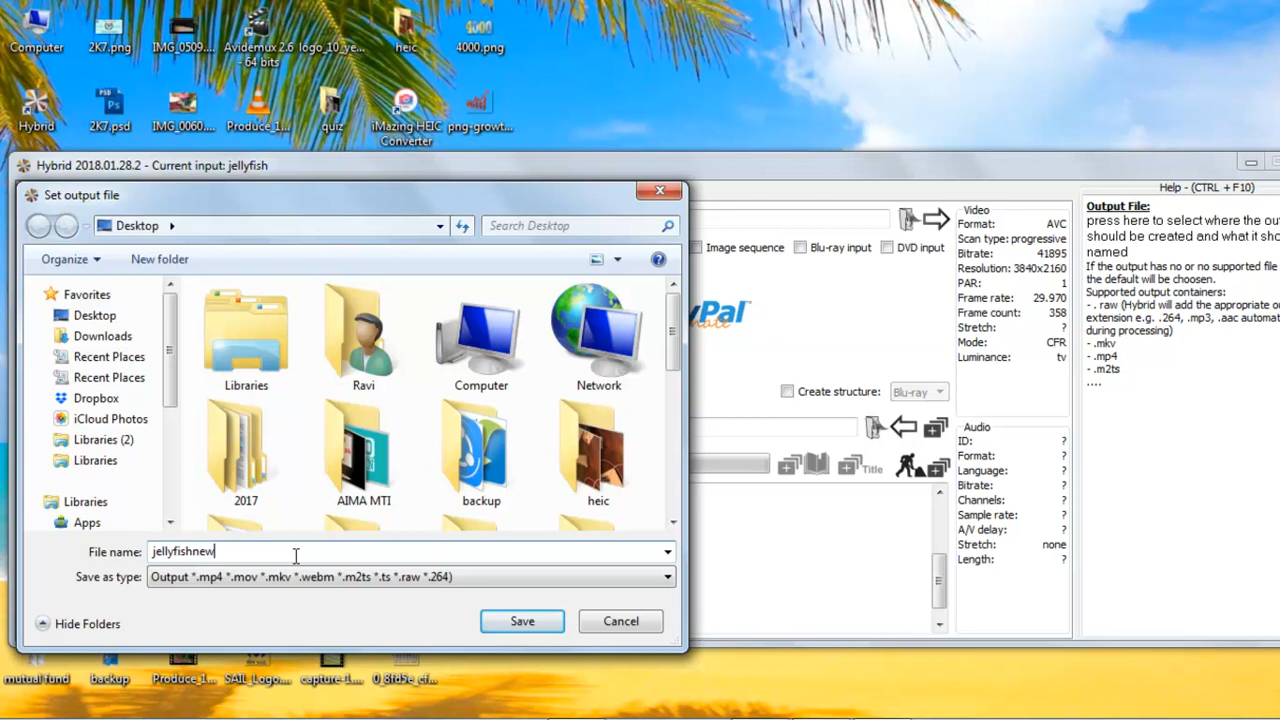 Computer
2K7.png
IMG_0509....
Avidemux 2.6 - 64 bits
logo_10_ye...
heic
4000.png
Hybrid
2K7.psd
IMG_0060....
Produce_1...
quiz
iMazing HEIC Converter
png-growt...
Hybrid 2018.01.28.2 - Current input: jellyfish
Set output file
Desktop
Search Desktop
Organize
New folder
Favorites
Desktop
Downloads
Recent Places
Recent Places
Dropbox
iCloud Photos
Libraries (2)
Libraries
Libraries
Apps
Libraries
Ravi
Computer
Network
2017
AIMA MTI
backup
heic
File name:
jellyfishnew
Save as type:
Output *.mp4 *.mov *.mkv *.webm *.m2ts *.ts *.raw *.264)
Hide Folders
Save
Cancel
Image sequence
Blu-ray input
DVD input
yPal
Create structure:
Blu-ray
Title
Video
Format: AVC
Scan type: progressive
Bitrate: 41895
Resolution: 3840x2160
PAR: 1
Frame rate: 29.970
Frame count: 358
Stretch: ?
Mode: CFR
Luminance: tv
Audio
ID: ?
Format: ?
Language: ?
Bitrate: ?
Channels: ?
Sample rate: ?
A/V delay: ?
Stretch: none
Length: ?
Help - (CTRL + F10)
Output File:
press here to select where the ou
should be created and what it sho
named
If the output has no or no supported file
the default will be choosen.
Supported output containers:
- . raw (Hybrid will add the appropriate ou
extension e.g. .264, .mp3, .aac automat
during processing)
- .mkv
- .mp4
- .m2ts
....
mutual fund
backup
Produce_1...
SAIL_Logo....
capture-1....
0_8fd5e_cf...